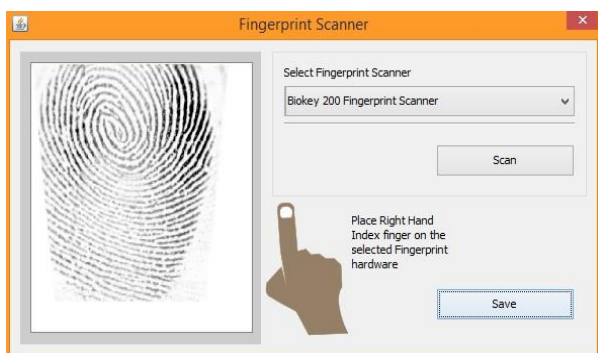 Fingerprint Scanner
Select Fingerprint Scanner
Biokey 200 Fingerprint Scanner
Scan
Place Right Hand
Index finger on the
selected Fingerprint
hardware
Save